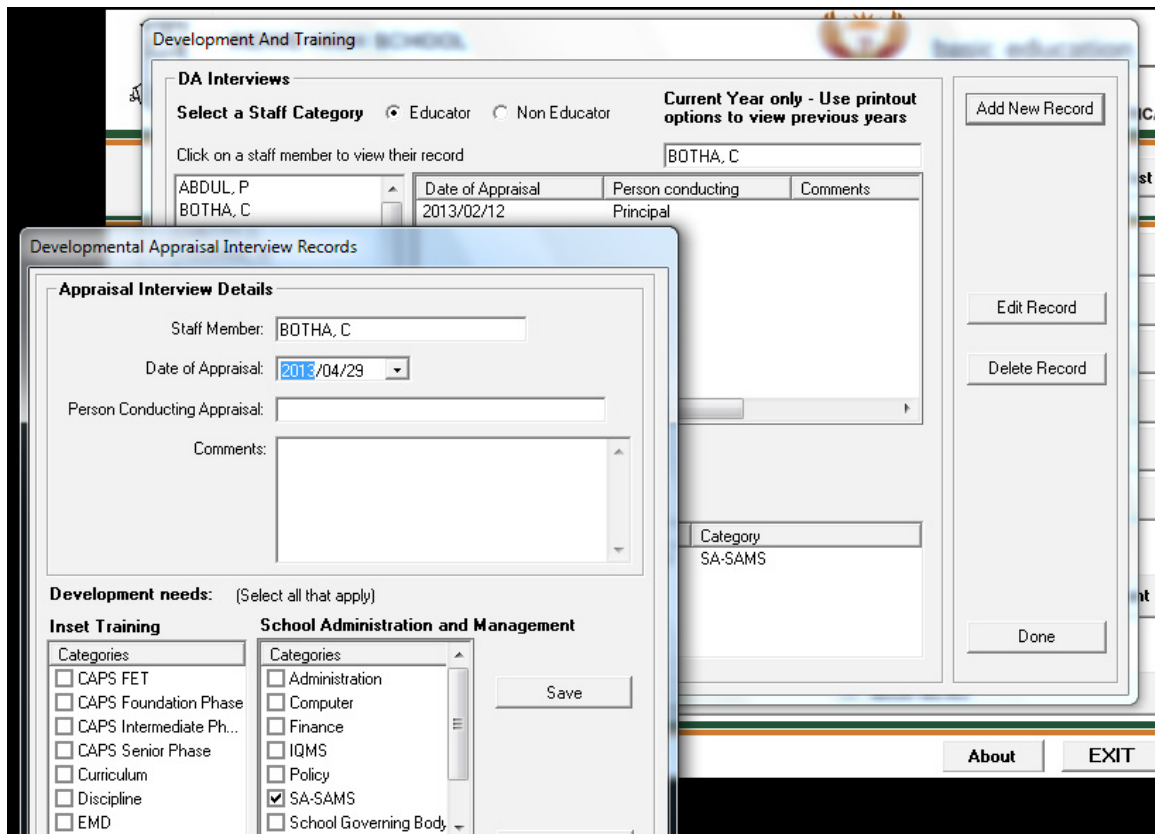 Development And Training
SCHOOL
basic education
DA Interviews
Select a Staff Category Educator Non Educator
Current Year only - Use printout
options to view previous years
Add New Record
Click on a staff member to view their record
BOTHA, C
ABDUL, P
BOTHA, C
Date of Appraisal Person conducting Comments
2013/02/12 Principal
Edit Record
Delete Record
Category
SA-SAMS
Done
Developmental Appraisal Interview Records
Appraisal Interview Details
Staff Member: BOTHA, C
Date of Appraisal: 2013/04/29
Person Conducting Appraisal:
Comments:
Development needs: (Select all that apply)
Inset Training
Categories
CAPS FET
CAPS Foundation Phase
CAPS Intermediate Ph...
CAPS Senior Phase
Curriculum
Discipline
EMD
School Administration and Management
Categories
Administration
Computer
Finance
IQMS
Policy
SA-SAMS
School Governing Body
Save
About EXIT